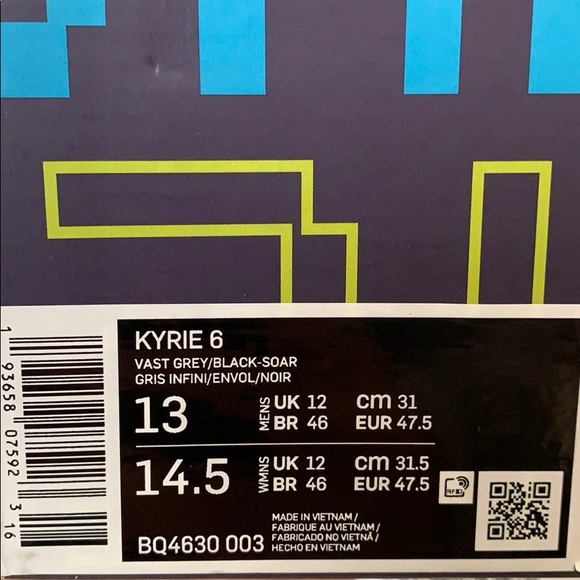 KYRIE 6
VAST GREY/BLACK-SOAR
GRIS INFINI/ENVOL/NOIR
13 MENS UK 12 cm 31
BR 46 EUR 47.5
14.5 WMNS UK 12 cm 31.5
BR 46 EUR 47.5
RFID
BQ4630 003
MADE IN VIETNAM /
FABRIQUE AU VIETNAM /
FABRICADO NO VIETNÃ /
HECHO EN VIETNAM
1 93658 07592 3 16